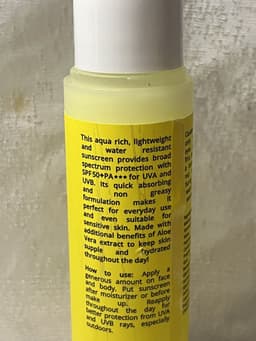 This aqua rich, lightweight
and water resistant
sunscreen provides broad
spectrum protection with
SPF50+PA+++ for UVA and
UVB. Its quick absorbing
and non greasy
formulation makes it
perfect for everyday use
and even suitable for
sensitive skin. Made with
additional benefits of Aloe
Vera extract to keep skin
supple and hydrated
throughout the day!
How to use: Apply a
generous amount on face
and body. Put sunscreen
after moisturizer or before
make up. Reapply
throughout the day for
better protection from UVA
and UVB rays, especially
outdoors.